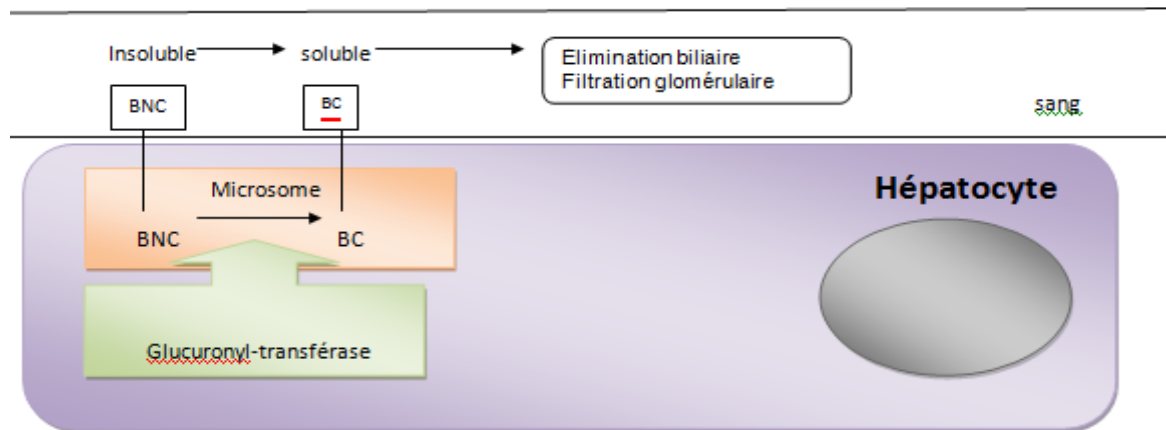 Insoluble soluble
Elimination biliaire
Filtration glomérulaire
BNC BC
sang
Hépatocyte
Microsome
BNC BC
Glucuronyl-transférase